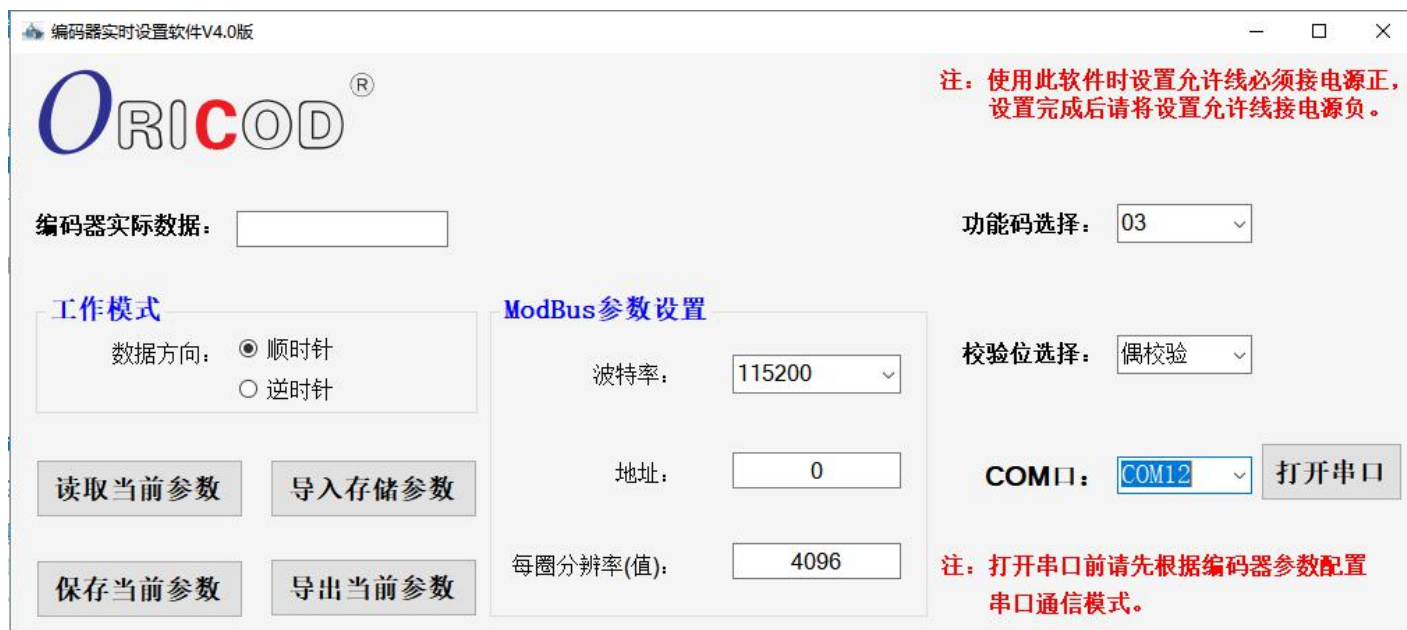 编码器实时设置软件V4.0版
ORICOD®
注：使用此软件时设置允许线必须接电源正，
设置完成后请将设置允许线接电源负。
编码器实际数据：
功能码选择： 03
工作模式
数据方向： 顺时针
逆时针
ModBus参数设置
波特率： 115200
地址： 0
每圈分辨率(值)： 4096
校验位选择： 偶校验
COM口： COM12 打开串口
读取当前参数 导入存储参数
保存当前参数 导出当前参数
注：打开串口前请先根据编码器参数配置
串口通信模式。